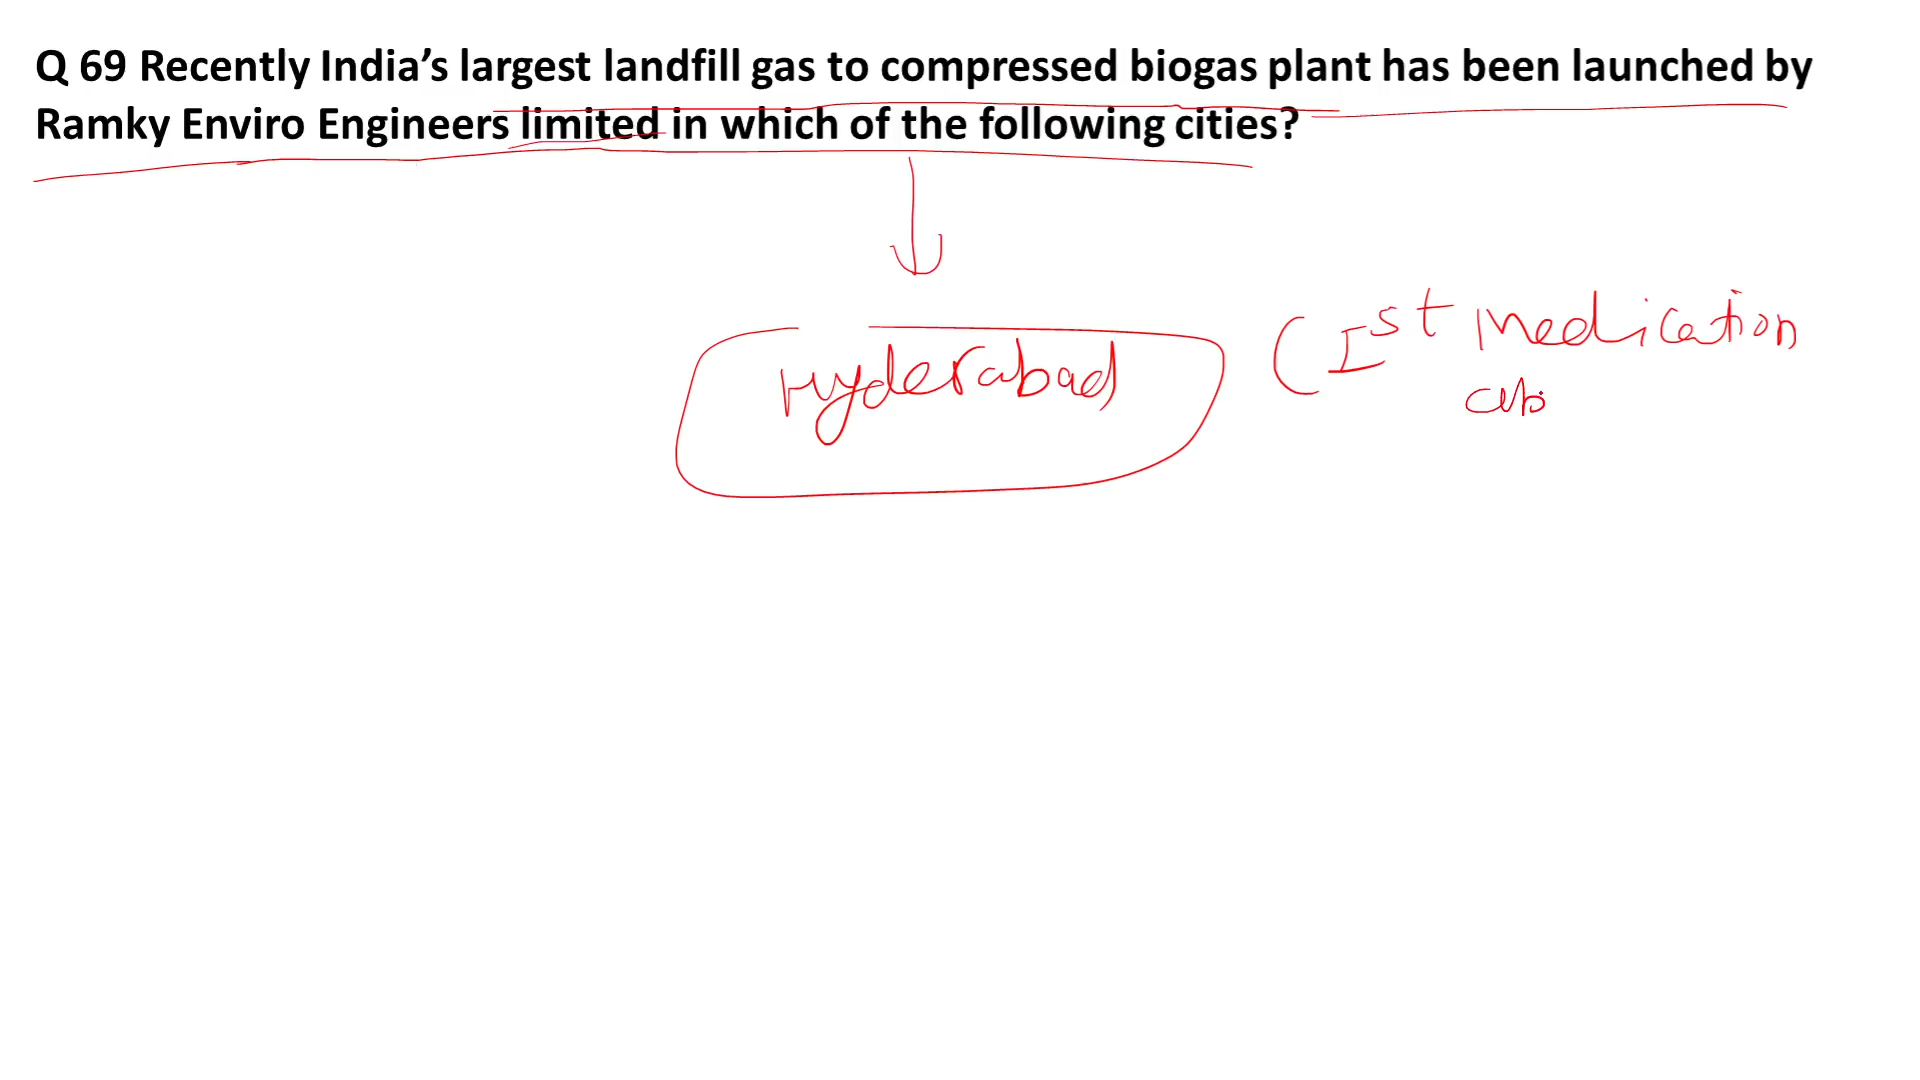 Q 69 Recently India’s largest landfill gas to compressed biogas plant has been launched by
Ramky Enviro Engineers limited in which of the following cities?
Hyderabad
(Ist Medication